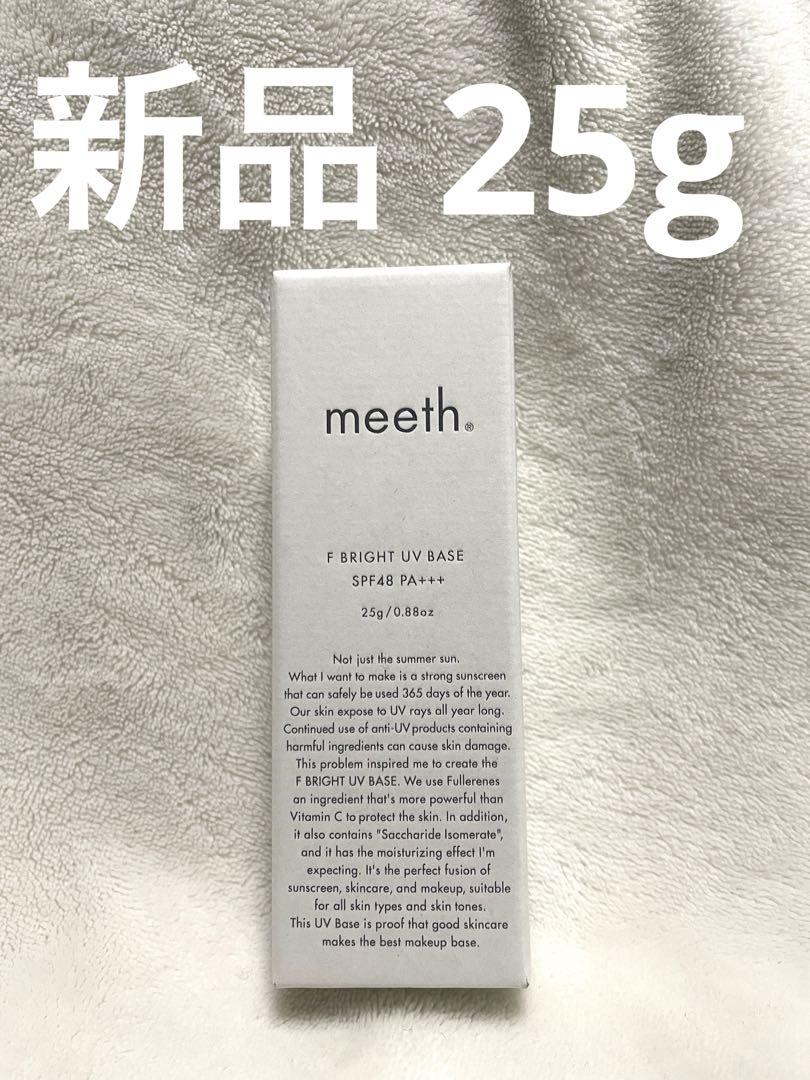 新品 25g
meeth®
F BRIGHT UV BASE
SPF48 PA+++
25g/0.88oz
Not just the summer sun.
What I want to make is a strong sunscreen
that can safely be used 365 days of the year.
Our skin expose to UV rays all year long.
Continued use of anti-UV products containing
harmful ingredients can cause skin damage.
This problem inspired me to create the
F BRIGHT UV BASE. We use Fullerenes
an ingredient that's more powerful than
Vitamin C to protect the skin. In addition,
it also contains "Saccharide Isomerate",
and it has the moisturizing effect I'm
expecting. It's the perfect fusion of
sunscreen, skincare, and makeup, suitable
for all skin types and skin tones.
This UV Base is proof that good skincare
makes the best makeup base.